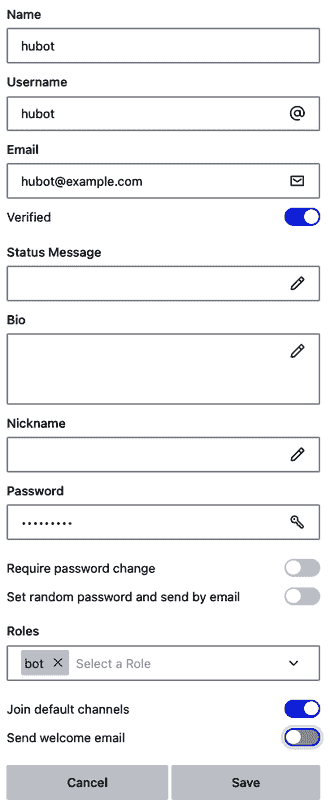 Name
hubot
Username
hubot
Email
hubot@example.com
Verified
Status Message
Bio
Nickname
Password
•••••••••
Require password change
Set random password and send by email
Roles
bot Select a Role
Join default channels
Send welcome email
Cancel Save